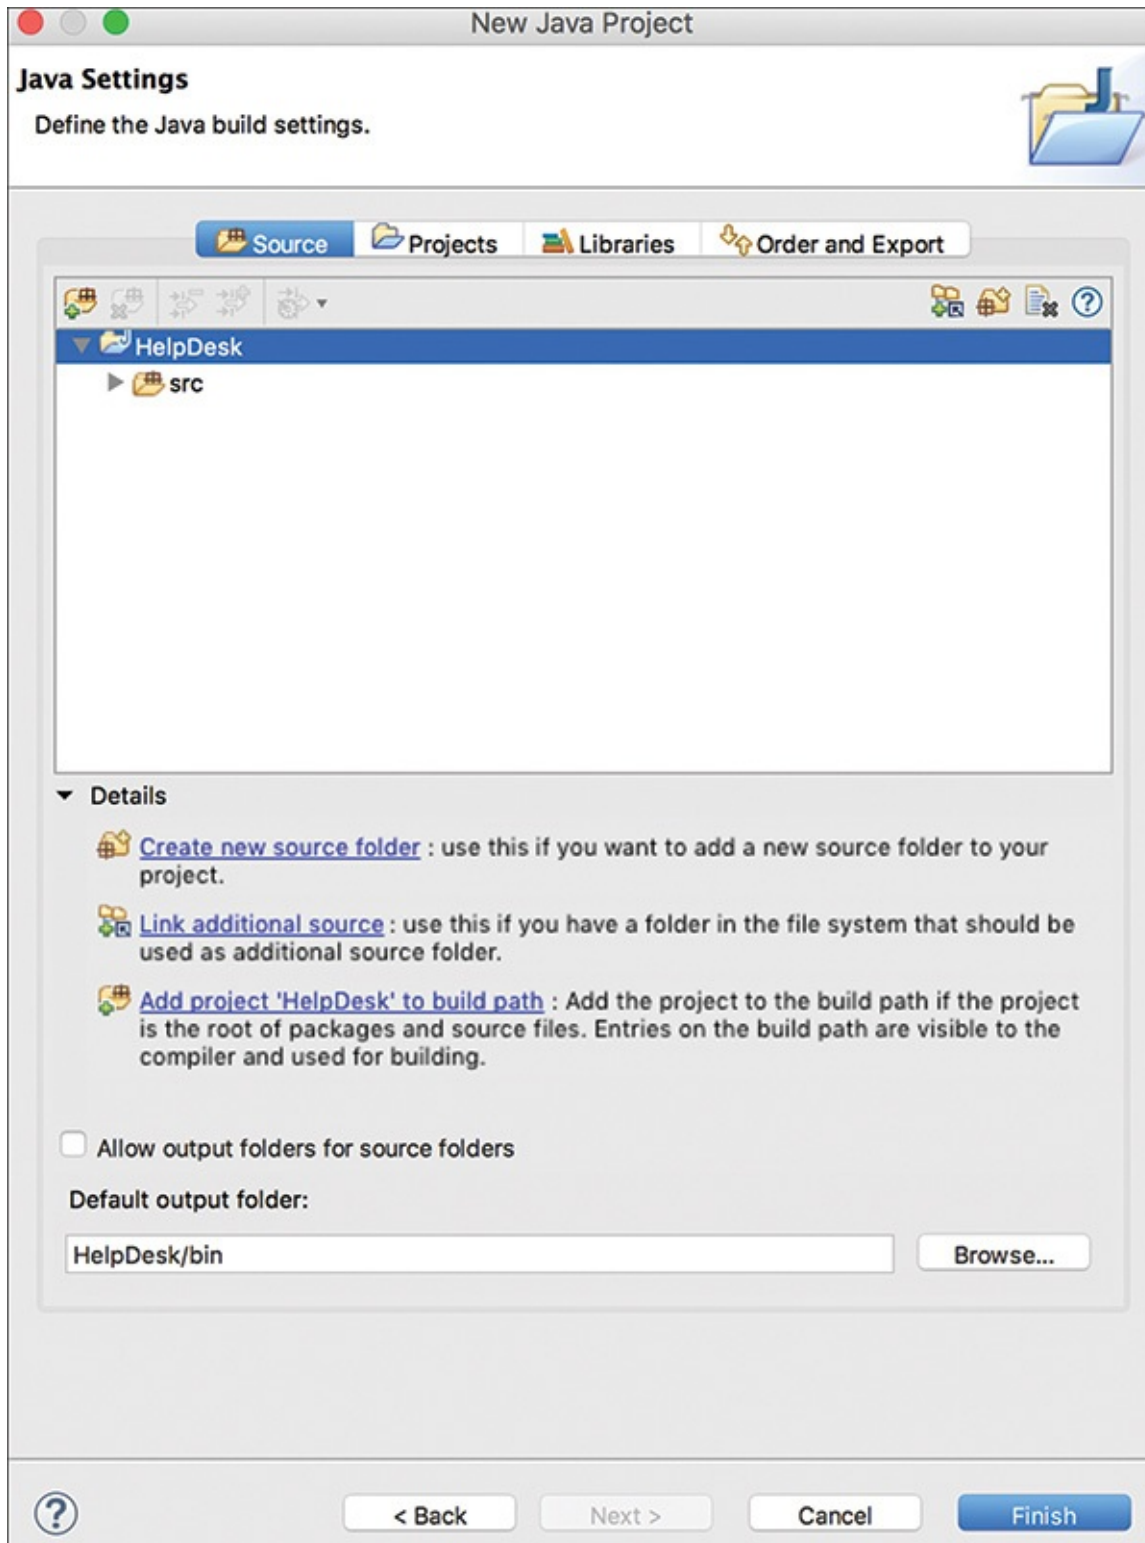 New Java Project
Java Settings
Define the Java build settings.
Source Projects Libraries Order and Export
HelpDesk
src
Details
Create new source folder : use this if you want to add a new source folder to your
project.
Link additional source : use this if you have a folder in the file system that should be
used as additional source folder.
Add project 'HelpDesk' to build path : Add the project to the build path if the project
is the root of packages and source files. Entries on the build path are visible to the
compiler and used for building.
Allow output folders for source folders
Default output folder:
HelpDesk/bin Browse...
? < Back Next > Cancel Finish